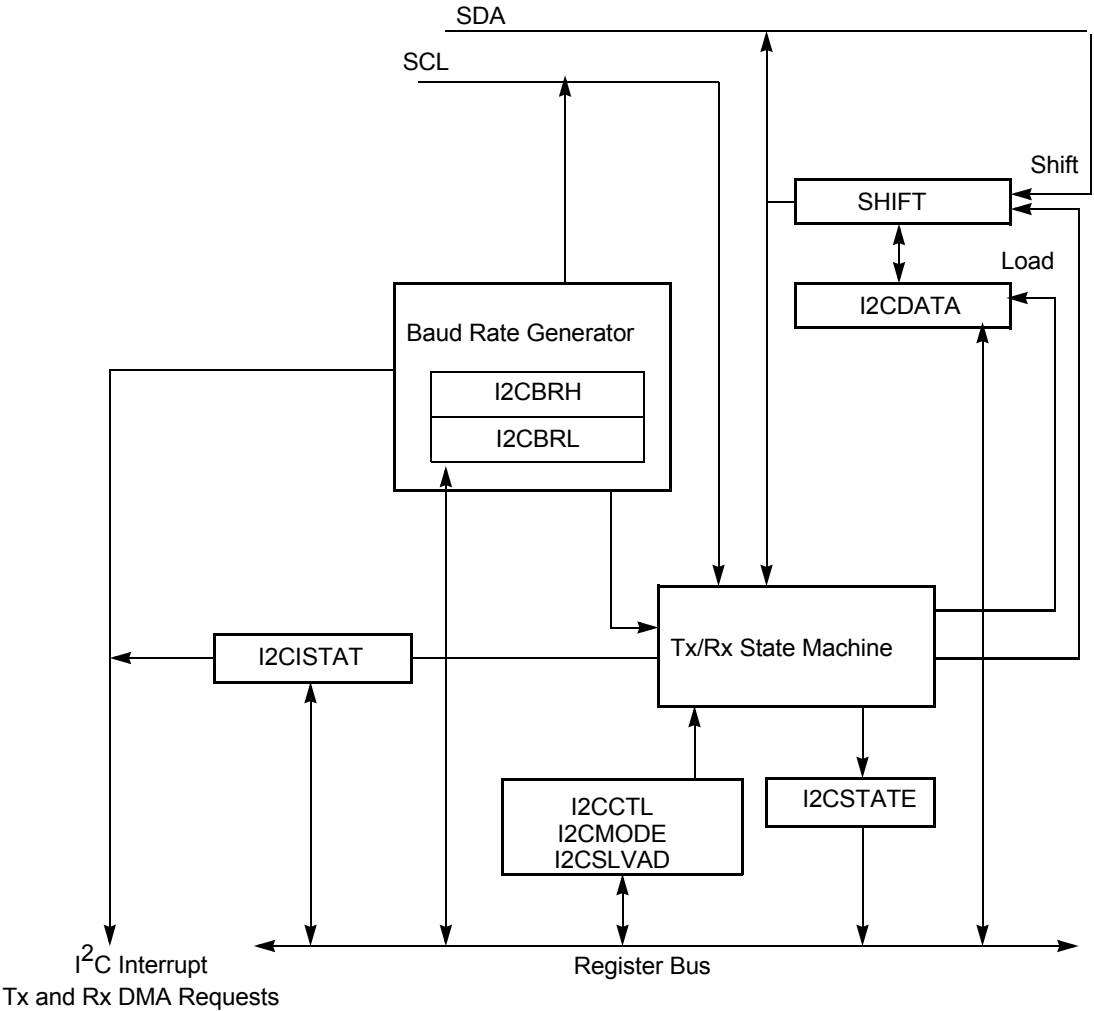 SDA
SCL
Shift
SHIFT
Load
I2CDATA
Baud Rate Generator
I2CBRH
I2CBRL
Tx/Rx State Machine
I2CISTAT
I2CCTL
I2CMODE
I2CSLVAD
I2CSTATE
I2C Interrupt
Tx and Rx DMA Requests
Register Bus